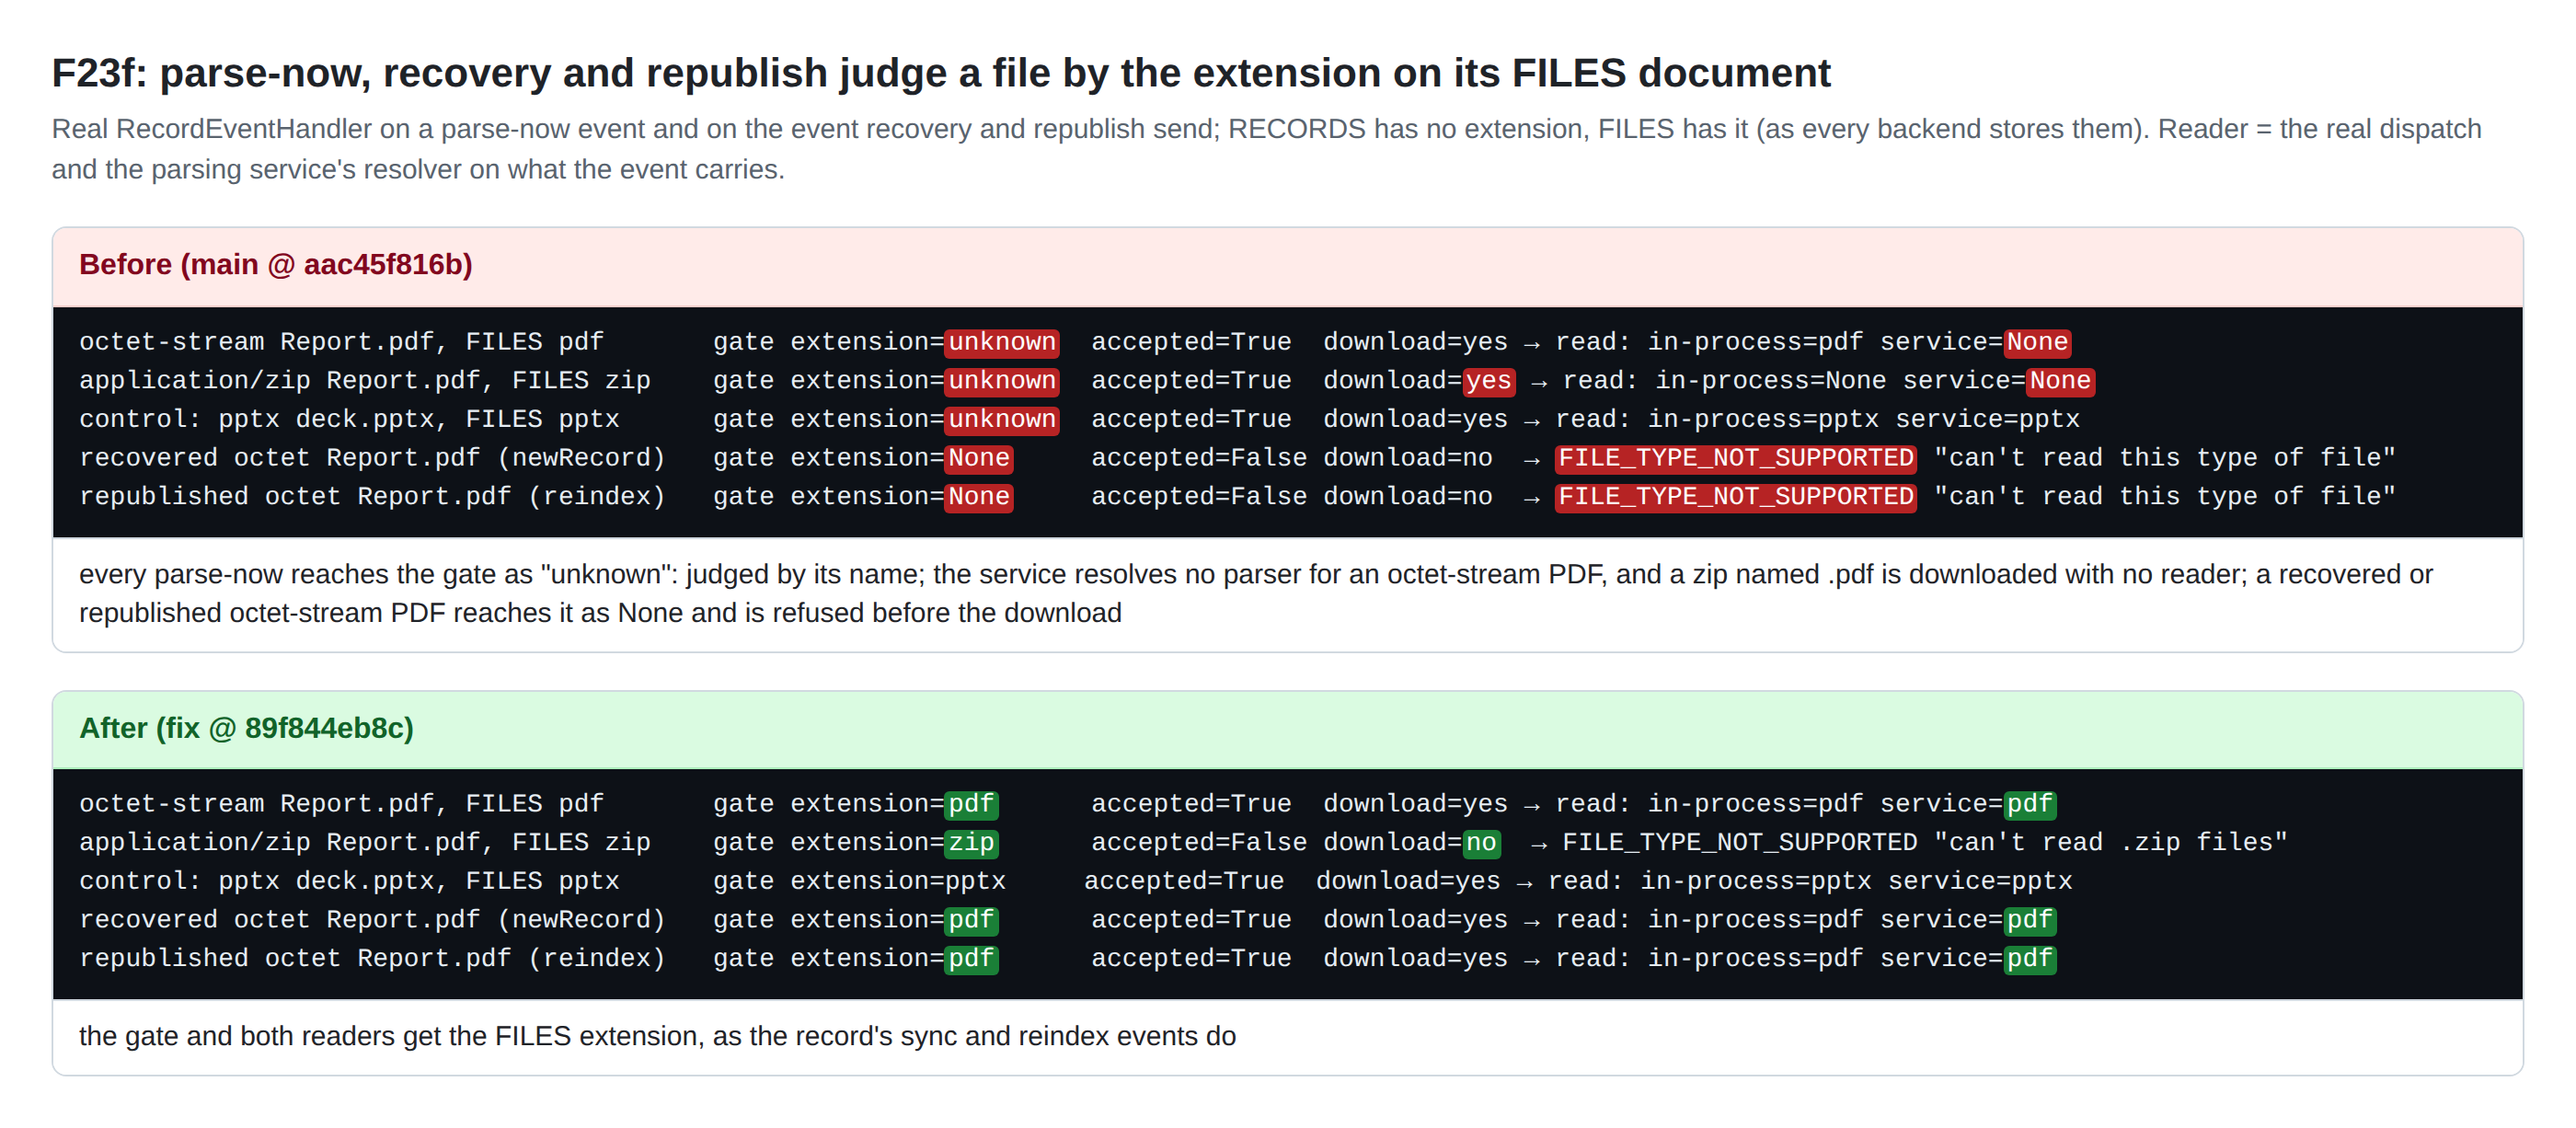 F23f: parse-now, recovery and republish judge a file by the extension on its FILES document
Real RecordEventHandler on a parse-now event and on the event recovery and republish send; RECORDS has no extension, FILES has it (as every backend stores them). Reader = the real dispatch
and the parsing service's resolver on what the event carries.
Before (main @ aac45f816b)
octet-stream Report.pdf, FILES pdf gate extension=unknown accepted=True download=yes → read: in-process=pdf service=None
application/zip Report.pdf, FILES zip gate extension=unknown accepted=True download=yes → read: in-process=None service=None
control: pptx deck.pptx, FILES pptx gate extension=unknown accepted=True download=yes → read: in-process=pptx service=pptx
recovered octet Report.pdf (newRecord) gate extension=None accepted=False download=no → FILE_TYPE_NOT_SUPPORTED "can't read this type of file"
republished octet Report.pdf (reindex) gate extension=None accepted=False download=no → FILE_TYPE_NOT_SUPPORTED "can't read this type of file"
every parse-now reaches the gate as "unknown": judged by its name; the service resolves no parser for an octet-stream PDF, and a zip named .pdf is downloaded with no reader; a recovered or
republished octet-stream PDF reaches it as None and is refused before the download
After (fix @ 89f844eb8c)
octet-stream Report.pdf, FILES pdf gate extension=pdf accepted=True download=yes → read: in-process=pdf service=pdf
application/zip Report.pdf, FILES zip gate extension=zip accepted=False download=no → FILE_TYPE_NOT_SUPPORTED "can't read .zip files"
control: pptx deck.pptx, FILES pptx gate extension=pptx accepted=True download=yes → read: in-process=pptx service=pptx
recovered octet Report.pdf (newRecord) gate extension=pdf accepted=True download=yes → read: in-process=pdf service=pdf
republished octet Report.pdf (reindex) gate extension=pdf accepted=True download=yes → read: in-process=pdf service=pdf
the gate and both readers get the FILES extension, as the record's sync and reindex events do